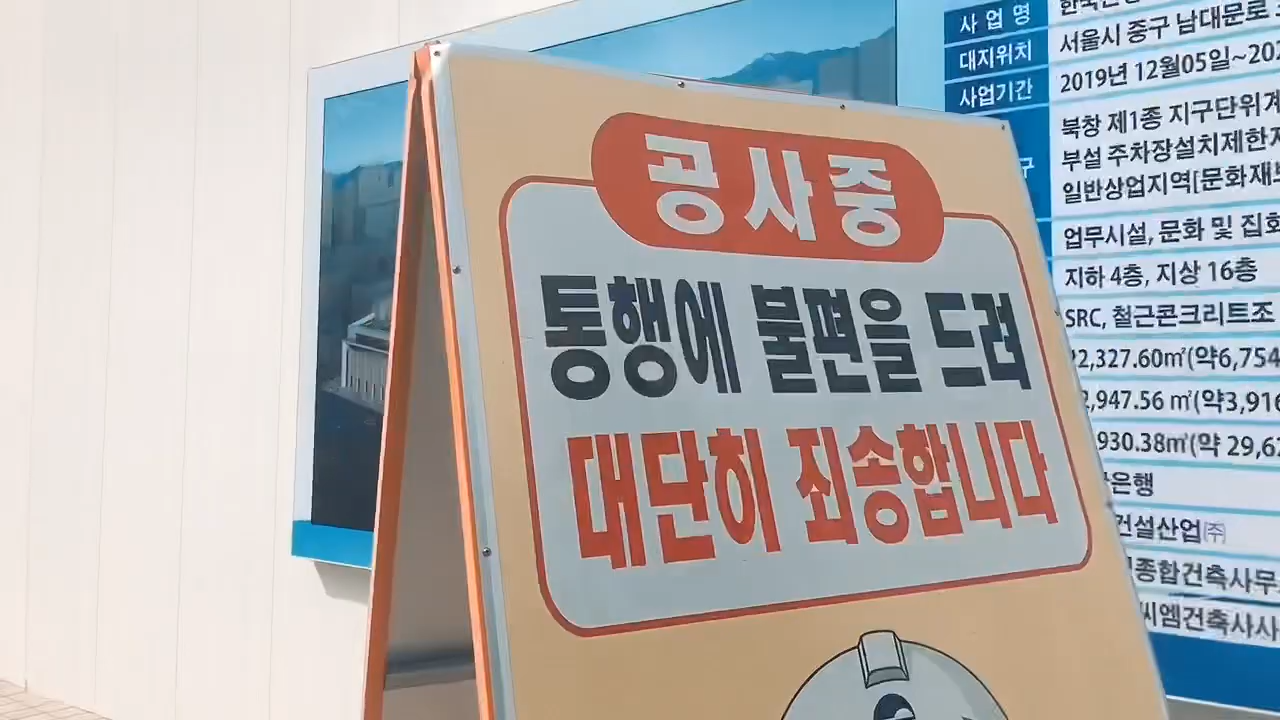 공사중
통행에 불편을 드려
대단히 죄송합니다
사 업 명
대지위치
서울시 중구 남대문로
사업기간
2019년 12월05일~202
북창 제1종 지구단위계
부설 주차장설치제한지
일반상업지역[문화재보
업무시설, 문화 및 집회
지하 4층, 지상 16층
SRC, 철근콘크리트조
2,327.60㎡(약6,754
2,947.56 ㎡(약3,916
930.38㎡(약 29,62
은행
건설산업㈜
종합건축사무
씨엠건축사사